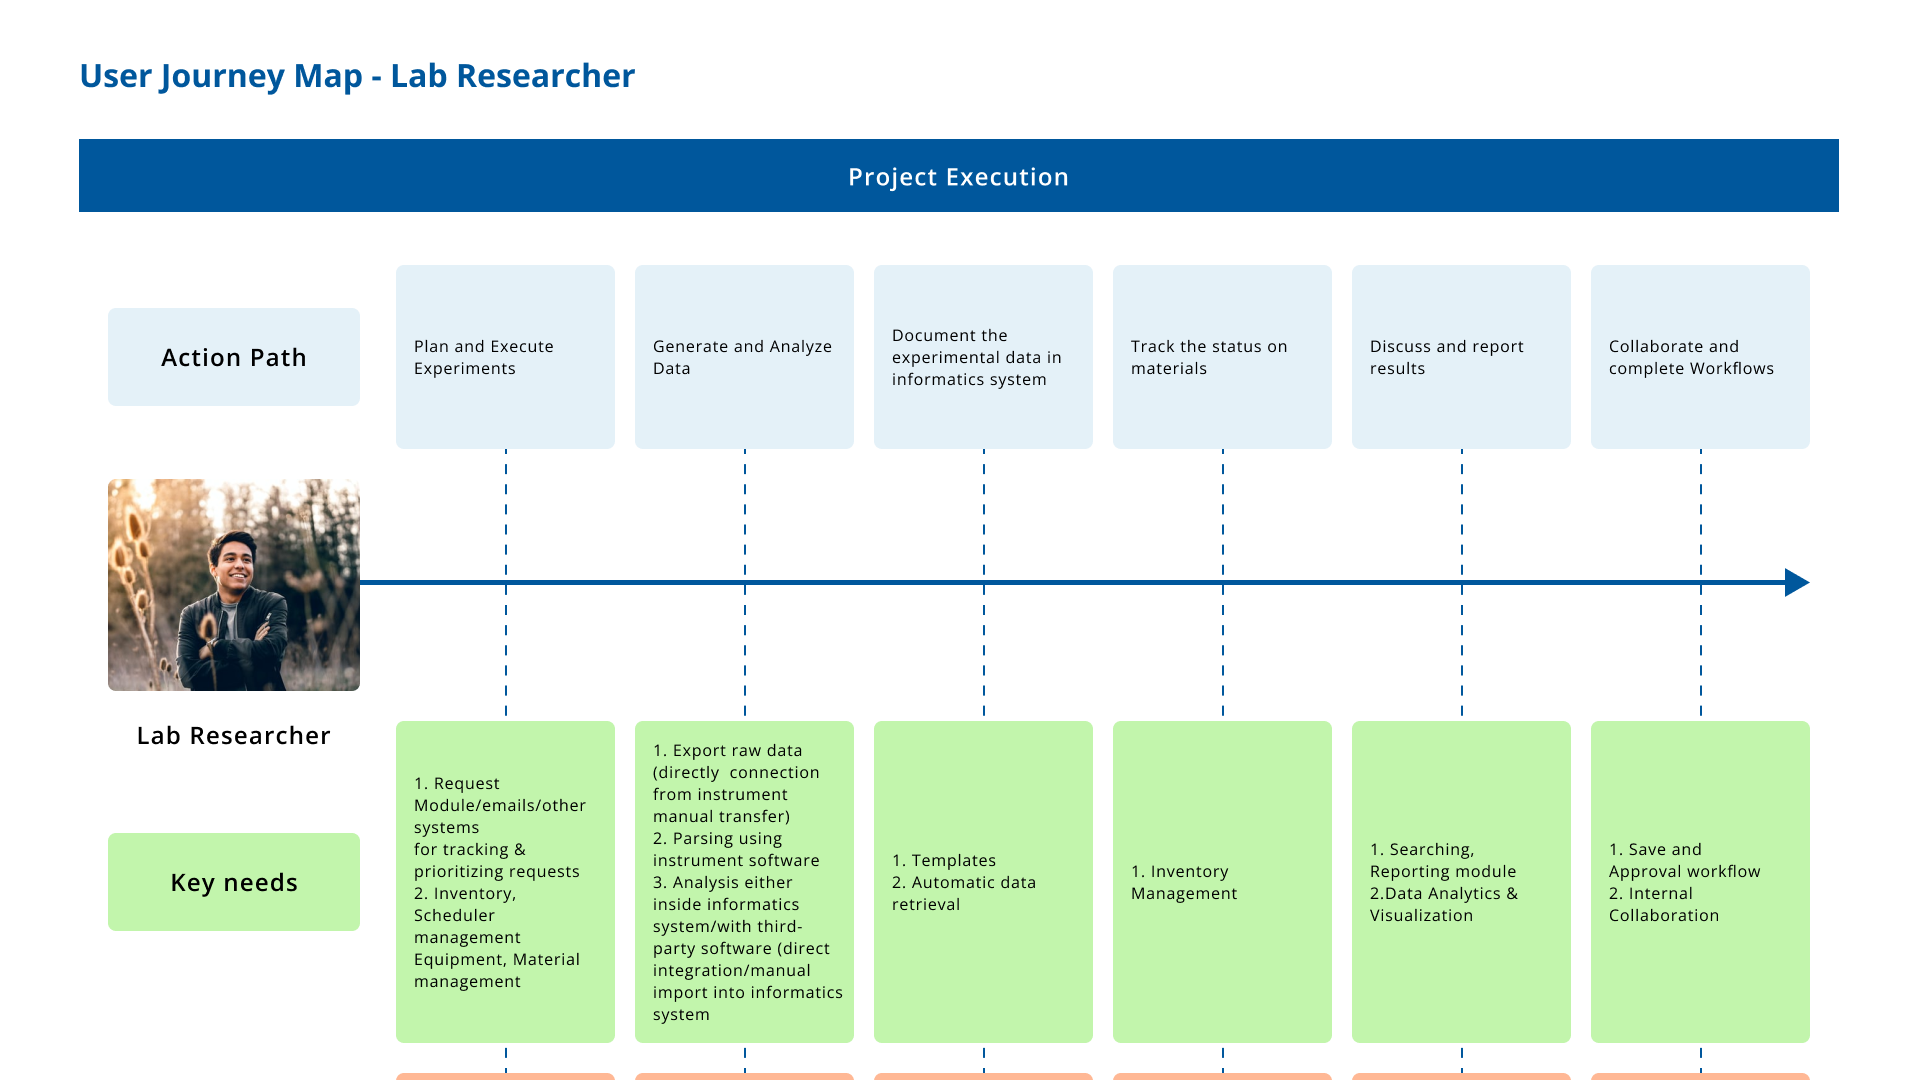 User Journey Map - Lab Researcher
Project Execution
Action Path
Plan and Execute
Experiments
Generate and Analyze
Data
Document the
experimental data in
informatics system
Track the status on
materials
Discuss and report
results
Collaborate and
complete Workflows
Lab Researcher
Key needs
1. Request
Module/emails/other
systems
for tracking &
prioritizing requests
2. Inventory,
Scheduler
management
Equipment, Material
management
1. Export raw data
(directly  connection
from instrument
manual transfer)
2. Parsing using
instrument software
3. Analysis either
inside informatics
system/with third-
party software (direct
integration/manual
import into informatics
system
1. Templates
2. Automatic data
retrieval
1. Inventory
Management
1. Searching,
Reporting module
2.Data Analytics &
Visualization
1. Save and
Approval workflow
2. Internal
Collaboration